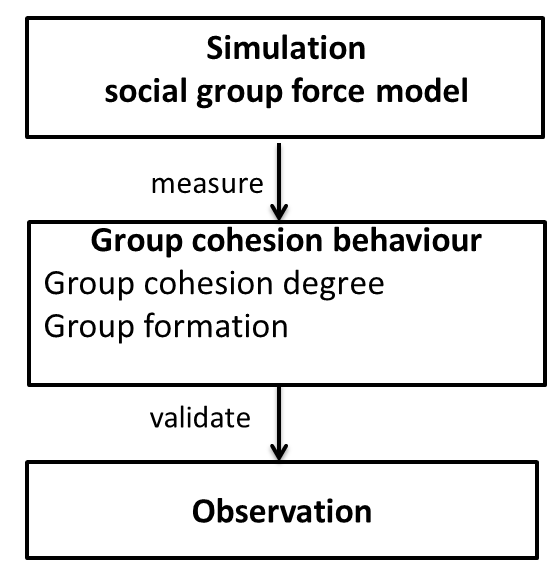 Simulation
social group force model
measure
Group cohesion behaviour
Group cohesion degree
Group formation
validate
Observation